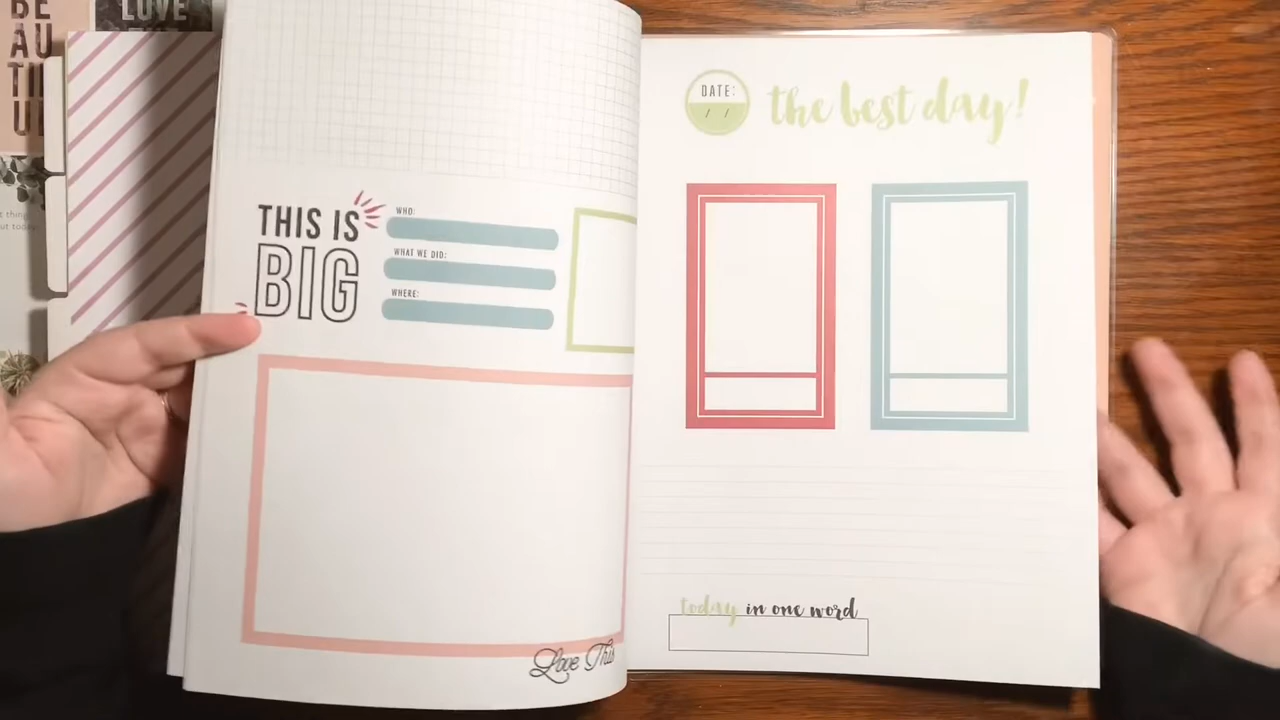 BE
AU
TI
UL
LOVE
THIS IS
BIG
WHO:
WHAT WE DID:
WHERE:
Love This
DATE:
/ /
the best day!
today in one word